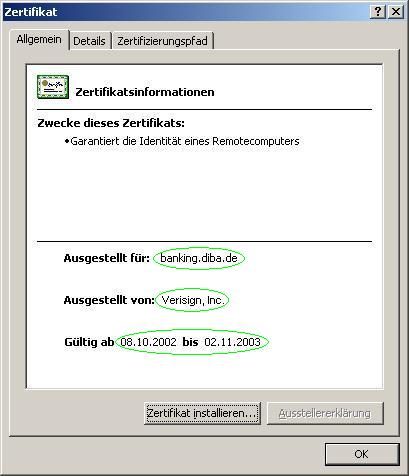 Zertifikat
Allgemein Details Zertifizierungspfad
Zertifikatsinformationen
Zwecke dieses Zertifikats:
•Garantiert die Identität eines Remotecomputers
Ausgestellt für: banking.diba.de
Ausgestellt von: Verisign, Inc.
Gültig ab 08.10.2002 bis 02.11.2003
Zertifikat installieren... Ausstellererklärung
OK